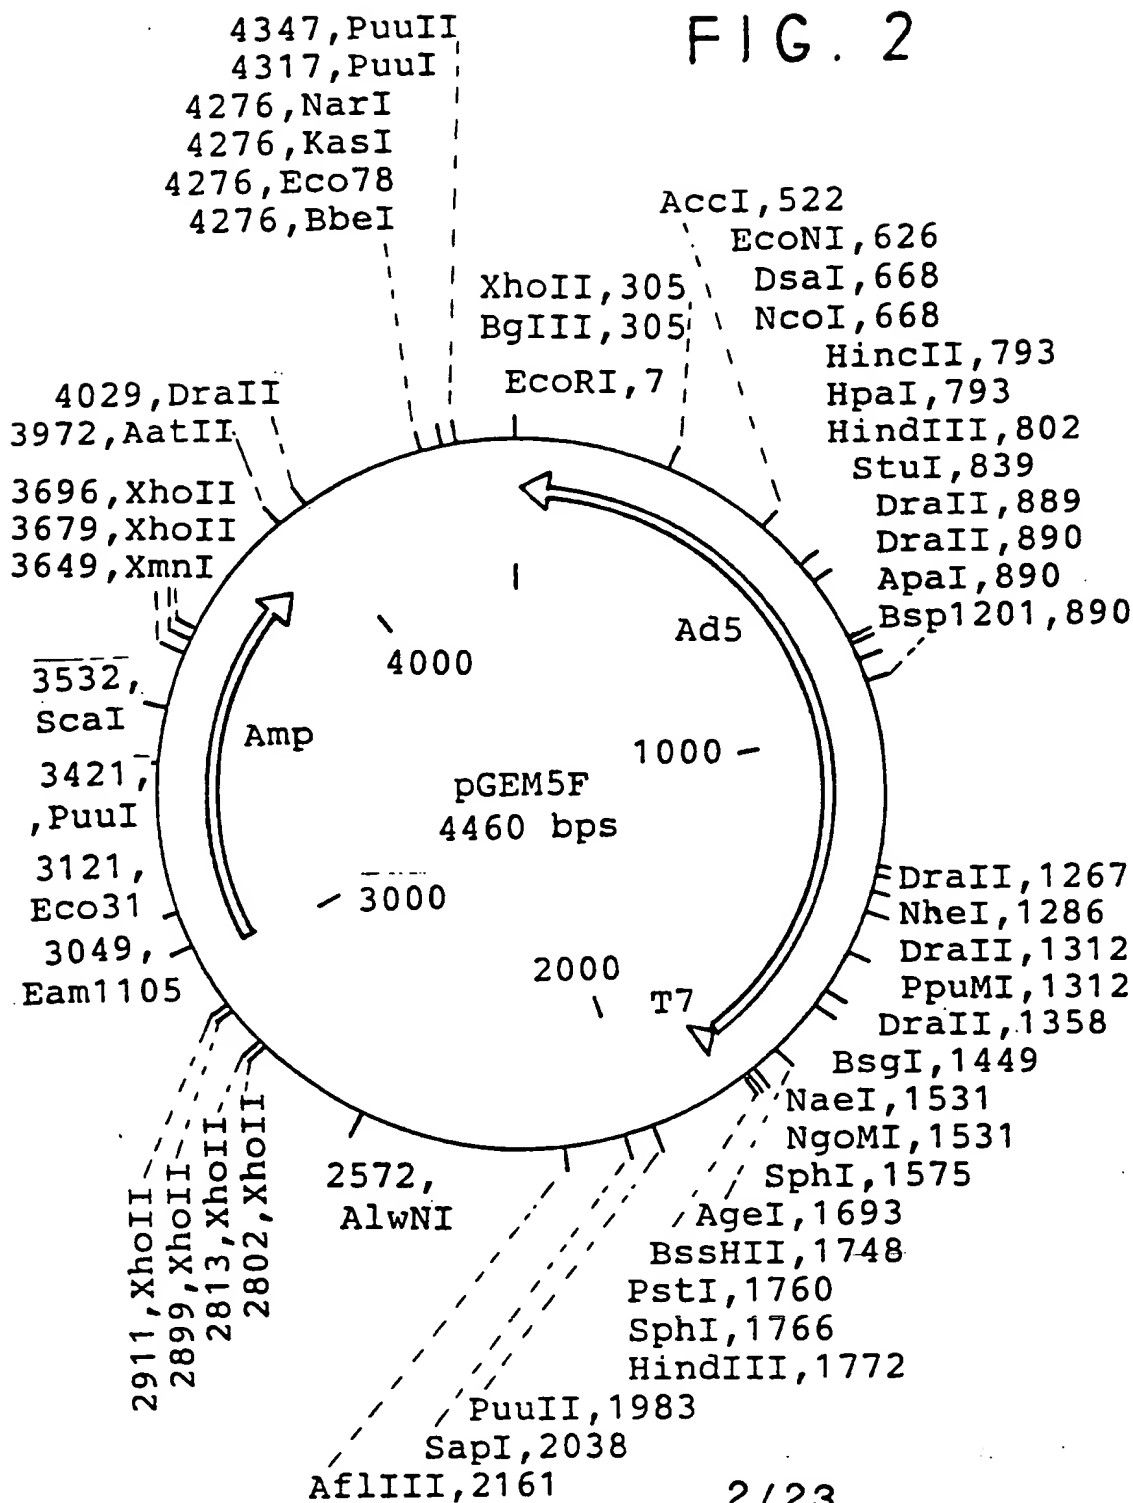 FIG. 2
4347,PuuII
4317,PuuI
4276,NarI
4276,KasI
4276,Eco78
4276,BbeI
AccI,522
EcoNI,626
DsaI,668
NcoI,668
XhoII,305
BgIII,305
EcoRI,7
HincII,793
HpaI,793
HindIII,802
StuI,839
DraII,889
DraII,890
ApaI,890
Bsp1201,890
4029,DraII
3972,AatII
3696,XhoII
3679,XhoII
3649,XmnI
3532,
ScaI
3421,
,PuuI
3121,
Eco31
3049,
Eam1105
Ad5
4000
Amp
1000
pGEM5F
4460 bps
3000
2000
T7
DraII,1267
NheI,1286
DraII,1312
PpuMI,1312
DraII,1358
BsgI,1449
NaeI,1531
NgoMI,1531
SphI,1575
AgeI,1693
BssHII,1748
PstI,1760
SphI,1766
HindIII,1772
PuuII,1983
SapI,2038
AflIII,2161
2572,
AlwNI
2911,XhoII
2899,XhoII
2813,XhoII
2802,XhoII
2/23